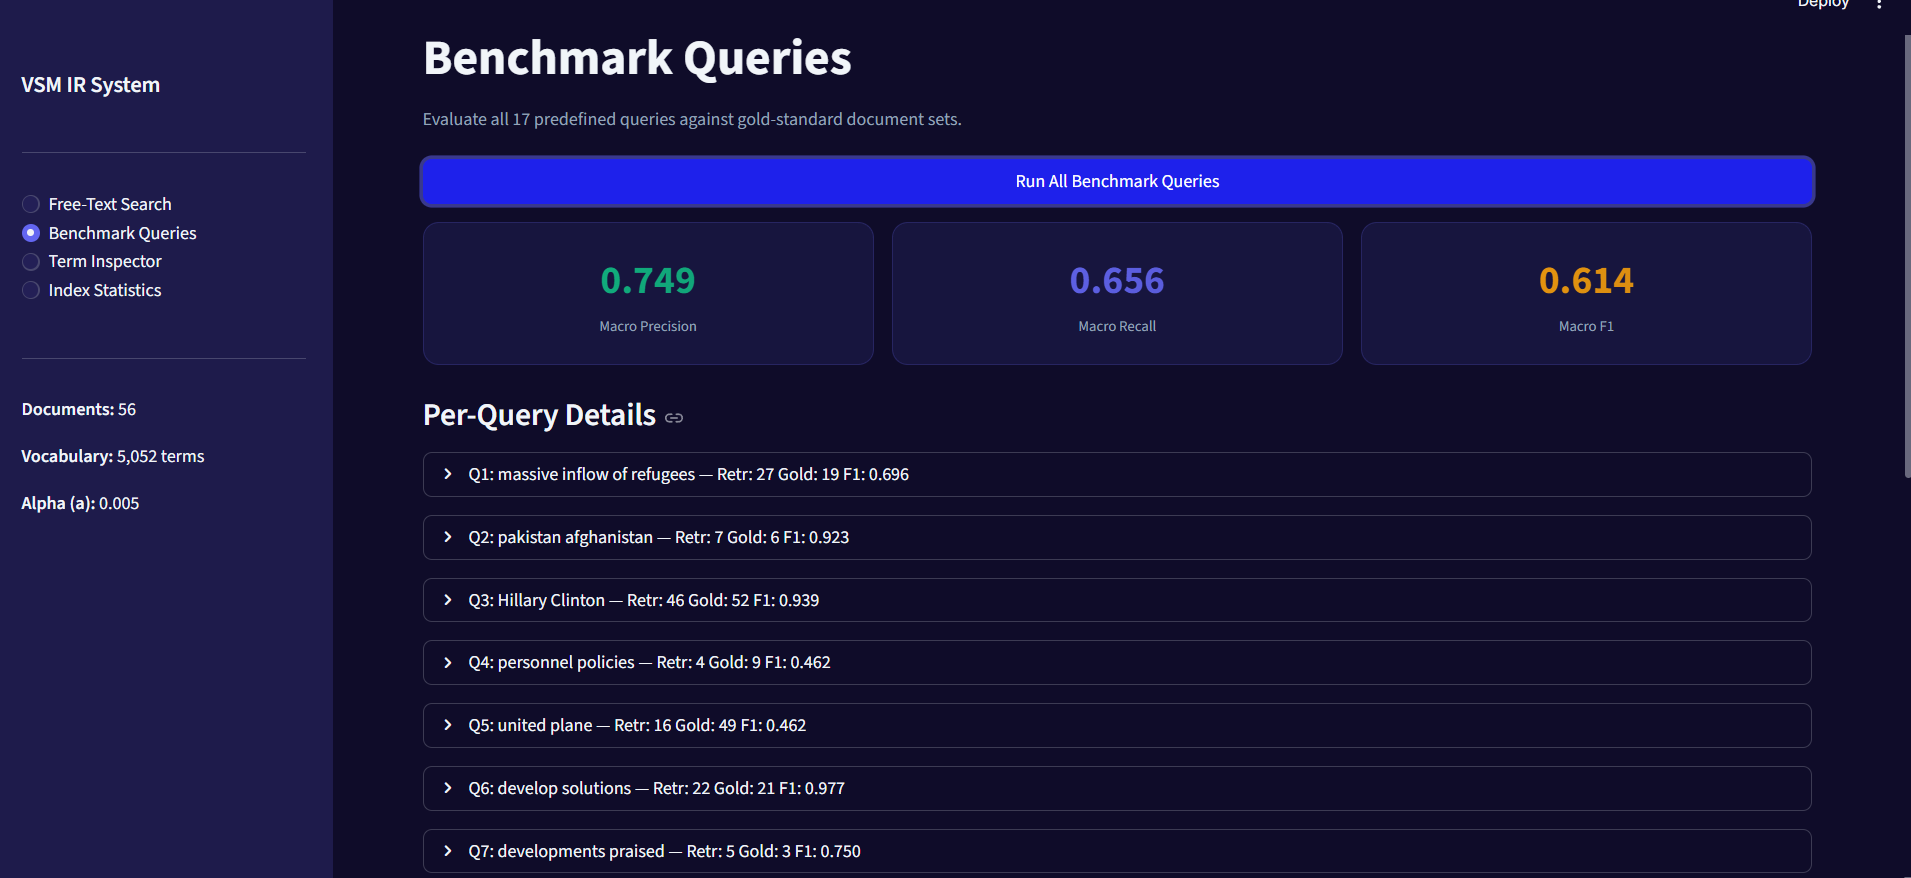 Deploy
VSM IR System
Free-Text Search
Benchmark Queries
Term Inspector
Index Statistics
Documents: 56
Vocabulary: 5,052 terms
Alpha (a): 0.005
Benchmark Queries
Evaluate all 17 predefined queries against gold-standard document sets.
Run All Benchmark Queries
0.749
Macro Precision
0.656
Macro Recall
0.614
Macro F1
Per-Query Details
Q1: massive inflow of refugees — Retr: 27 Gold: 19 F1: 0.696
Q2: pakistan afghanistan — Retr: 7 Gold: 6 F1: 0.923
Q3: Hillary Clinton — Retr: 46 Gold: 52 F1: 0.939
Q4: personnel policies — Retr: 4 Gold: 9 F1: 0.462
Q5: united plane — Retr: 16 Gold: 49 F1: 0.462
Q6: develop solutions — Retr: 22 Gold: 21 F1: 0.977
Q7: developments praised — Retr: 5 Gold: 3 F1: 0.750